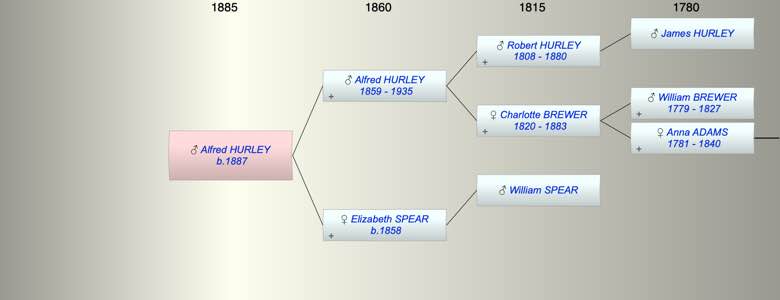 1885 1860 1815 1780
♂ James HURLEY
♂ Robert HURLEY
1808 - 1880
+
♂ Alfred HURLEY
1859 - 1935
+
♂ William BREWER
1779 - 1827
+
♀ Charlotte BREWER
1820 - 1883
+
♀ Anna ADAMS
1781 - 1840
+
♂ Alfred HURLEY
b.1887
♂ William SPEAR
♀ Elizabeth SPEAR
b.1858
+